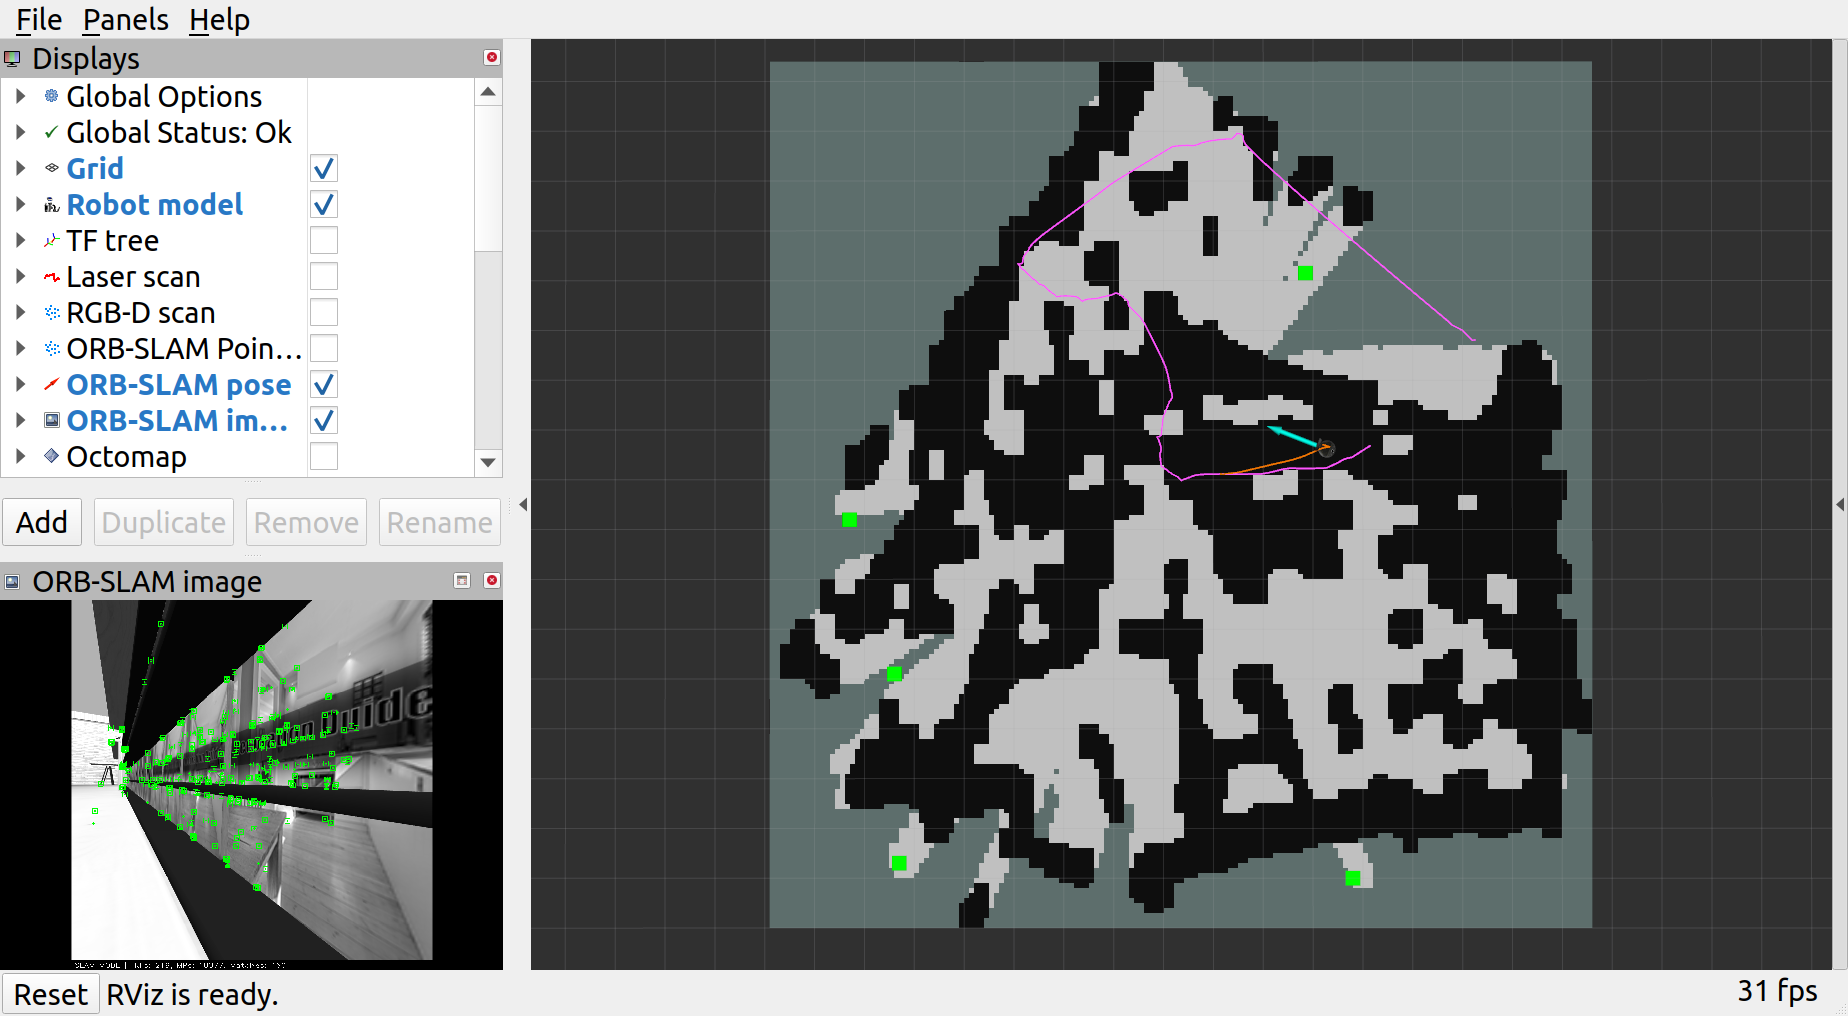 File Panels Help
Displays
Global Options
Global Status: Ok
Grid
Robot model
TF tree
Laser scan
RGB-D scan
ORB-SLAM Poin...
ORB-SLAM pose
ORB-SLAM im...
Octomap
Add Duplicate Remove Rename
ORB-SLAM image
Reset RViz is ready.
31 fps